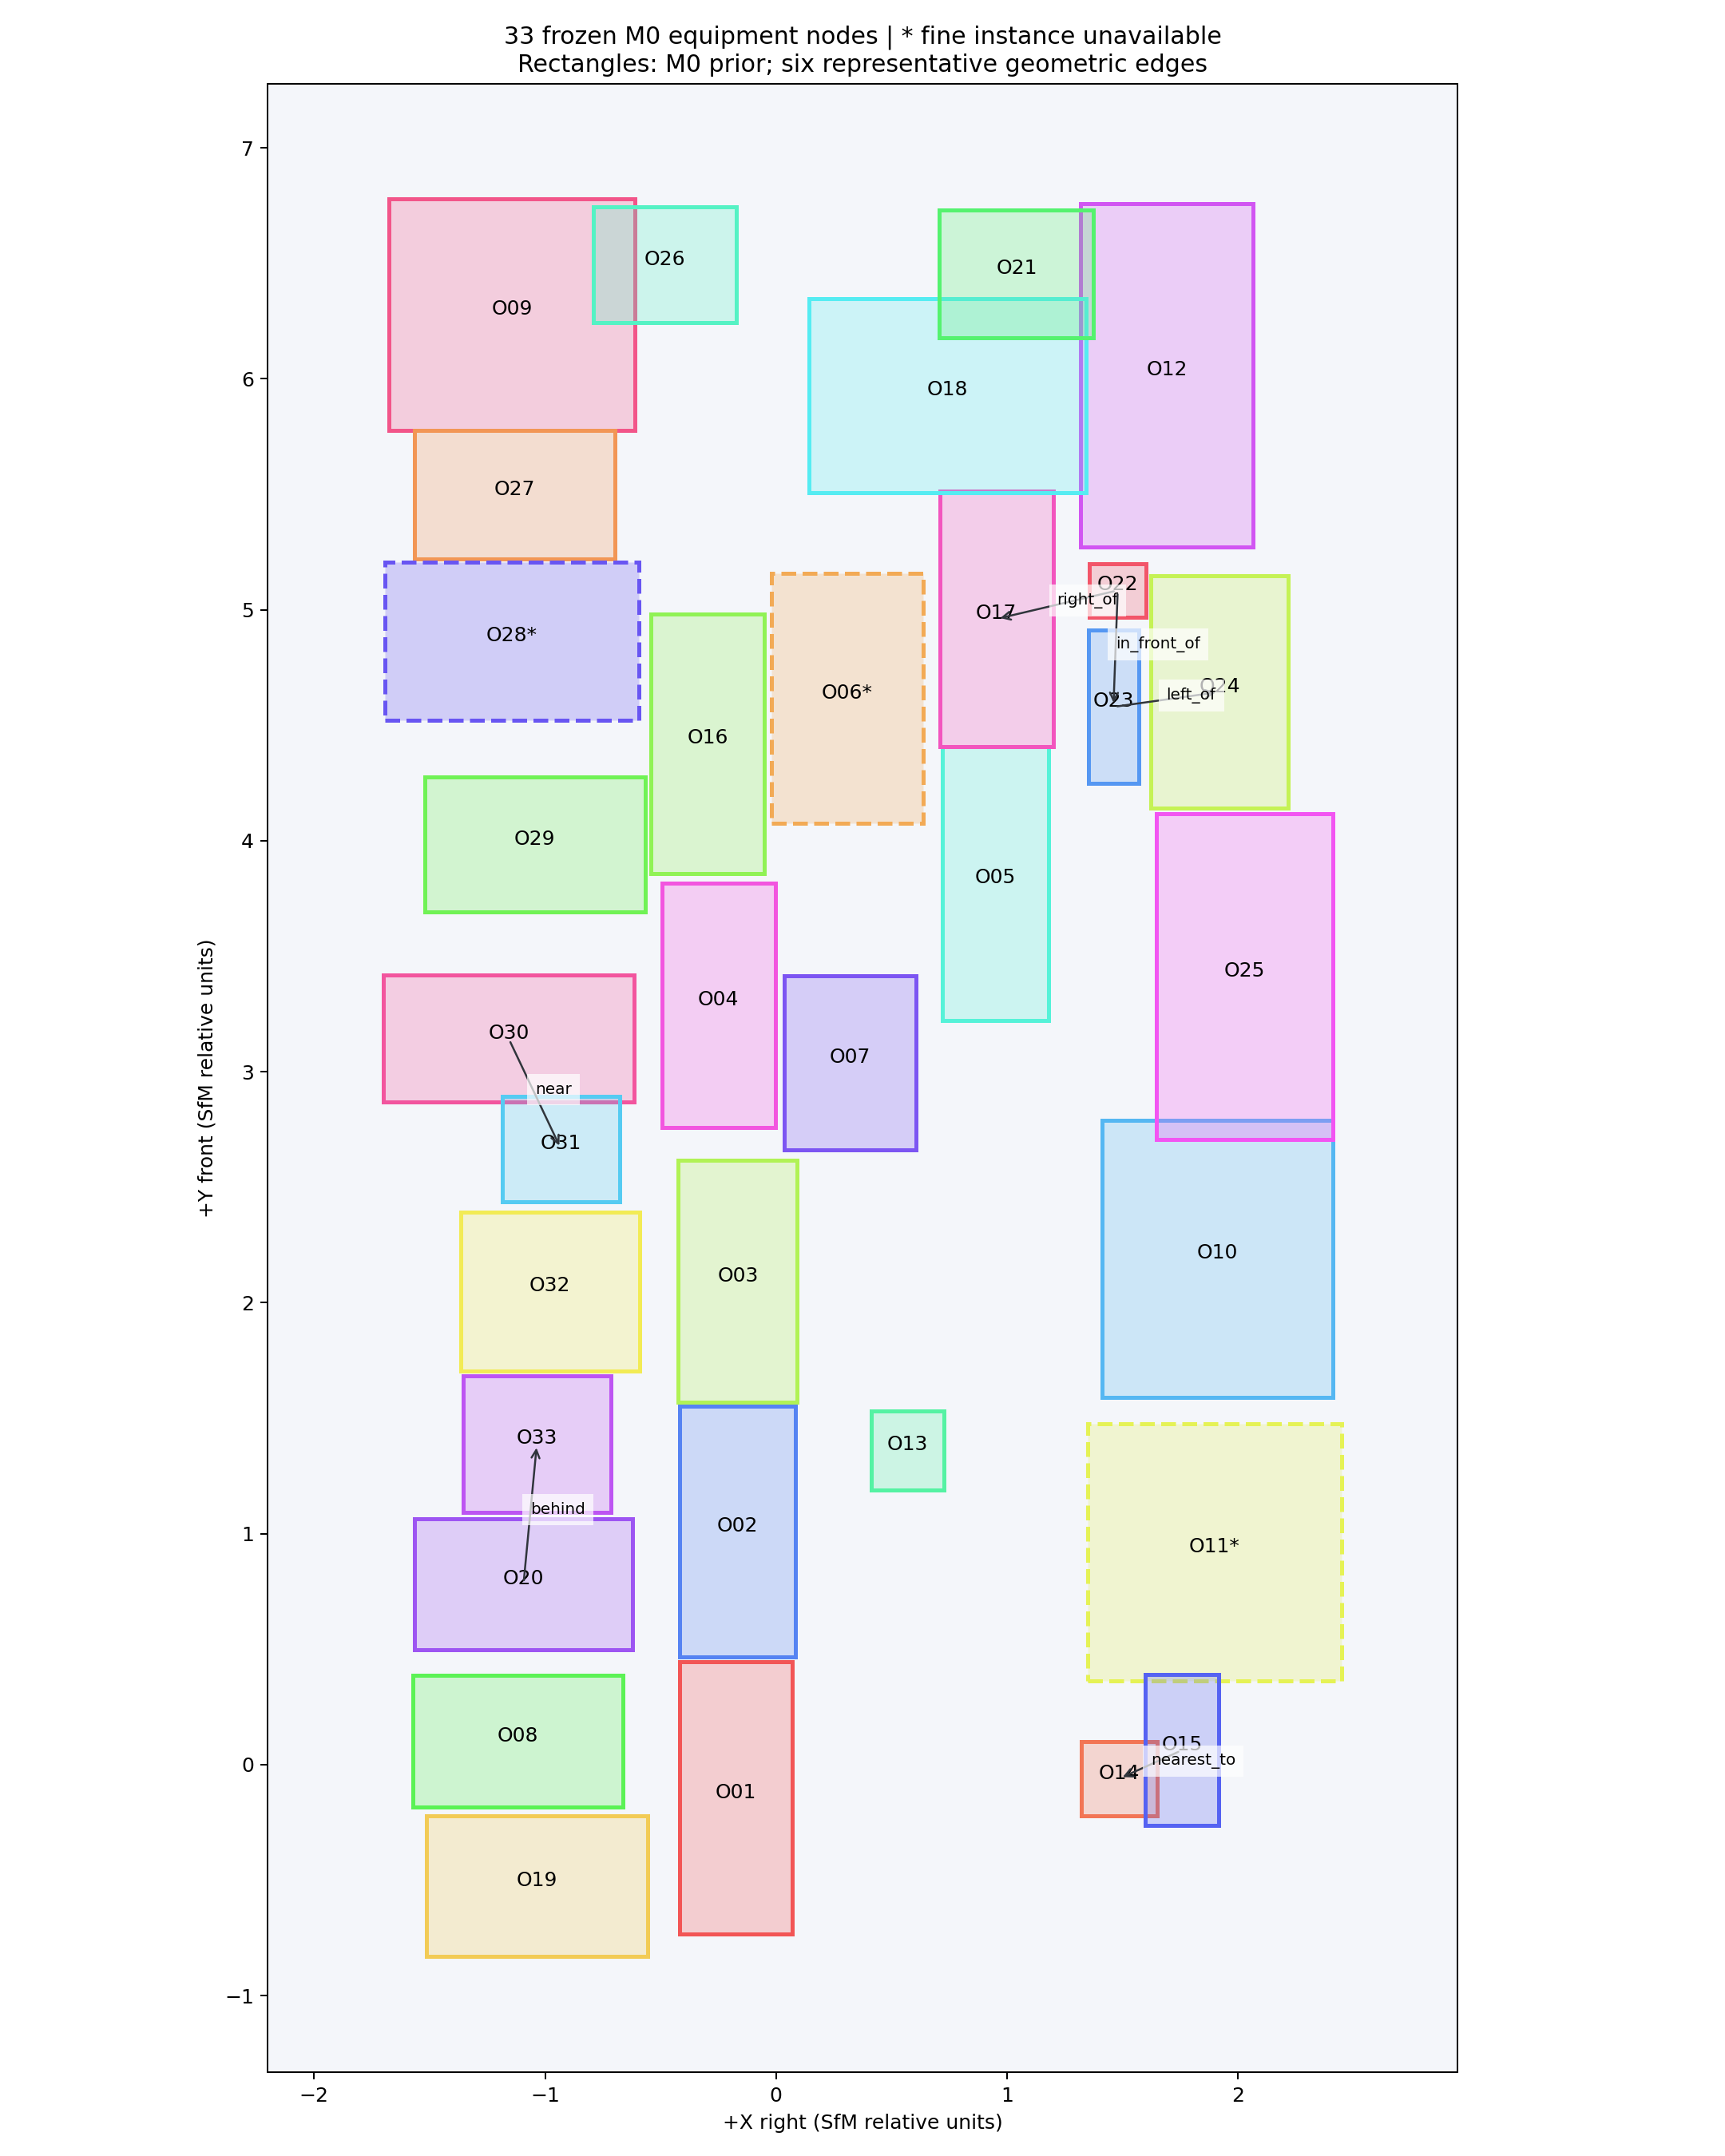 33 frozen M0 equipment nodes | * fine instance unavailable
Rectangles: M0 prior; six representative geometric edges
7
6
5
4
3
2
1
0
−1
+Y front (SfM relative units)
O26
O21
O09
O12
O18
O27
O22
right_of
O17
O28*
in_front_of
O06*
O24
left_of
O23
O16
O29
O05
O25
O04
O30
O07
near
O31
O10
O03
O32
O13
O33
behind
O02
O11*
O20
O15
nearest_to
O14
O08
O01
O19
−2
−1
0
1
2
+X right (SfM relative units)